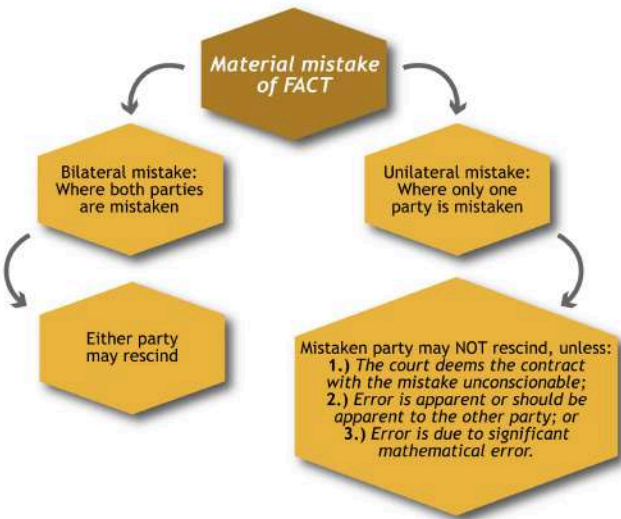 Material mistake
of FACT
Bilateral mistake:
Where both parties
are mistaken
Unilateral mistake:
Where only one
party is mistaken
Either party
may rescind
Mistaken party may NOT rescind, unless:
1.) The court deems the contract
with the mistake unconscionable;
2.) Error is apparent or should be
apparent to the other party; or
3.) Error is due to significant
mathematical error.